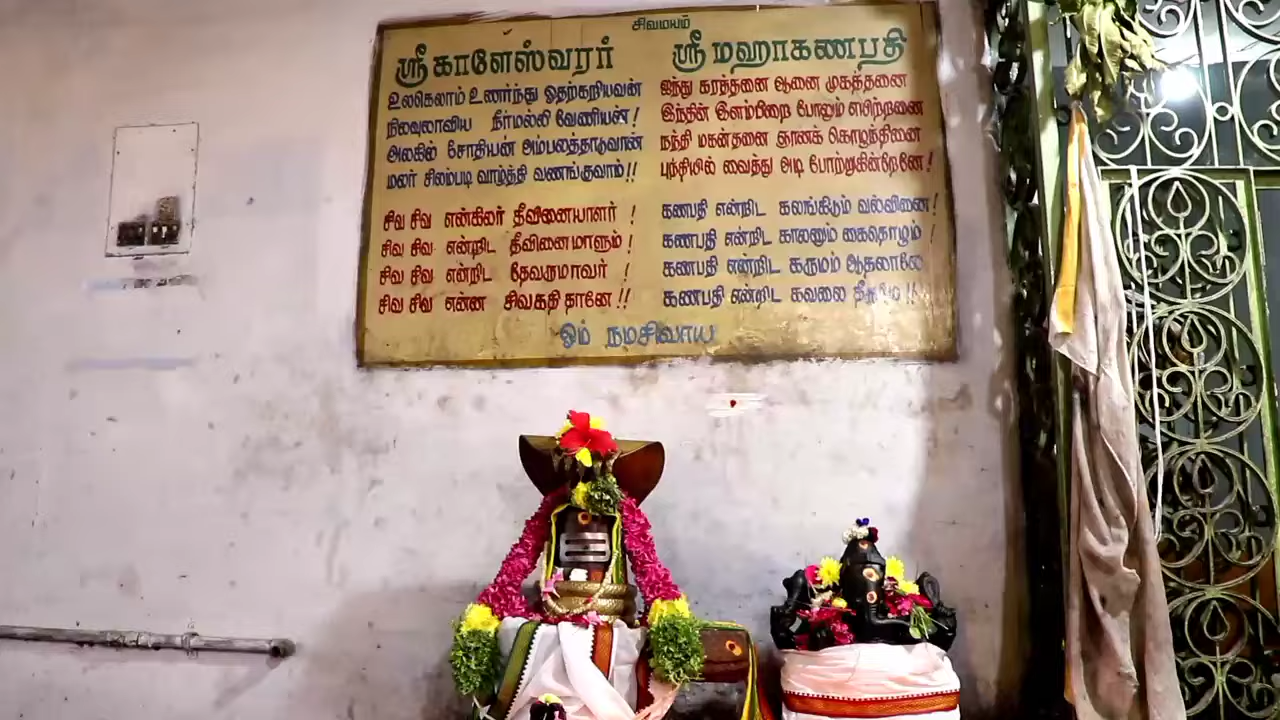 சிவமயம்
ஸ்ரீ காளேஸ்வரர்
உலகெலாம் உணர்ந்து ஓதற்கரியவன்
நிலவுலாவிய நீர்மல்லி வேணியன் !
அலகில் சோதியன் அம்பலத்தாடுவான்
மலர் சிலம்படி வாழ்த்தி வணங்குவாம் !!
சிவ சிவ என்கிலர் தீவினையாளர் !
சிவ சிவ என்றிட தீவினைமாளும் !
சிவ சிவ என்றிட தேவருமாவர் !
சிவ சிவ என்ன சிவகதி தானே !!
ஸ்ரீ மஹாகணபதி
ஐந்து கரத்தனை ஆனை முகத்தனை
இந்தின் இளம்பிறை போலும் எயிற்றனை
நந்தி மகன்தனை ஞானக் கொழுந்தினை
புந்தியில் வைத்து அடி போற்றுகின்றேனே !
கணபதி என்றிட கலங்கிடும் வல்வினை !
கணபதி என்றிட காலனும் கைதொழும் !
கணபதி என்றிட கருமம் ஆதலாலே
கணபதி என்றிட கவலை தீருமே !!
ஓம் நமசிவாய